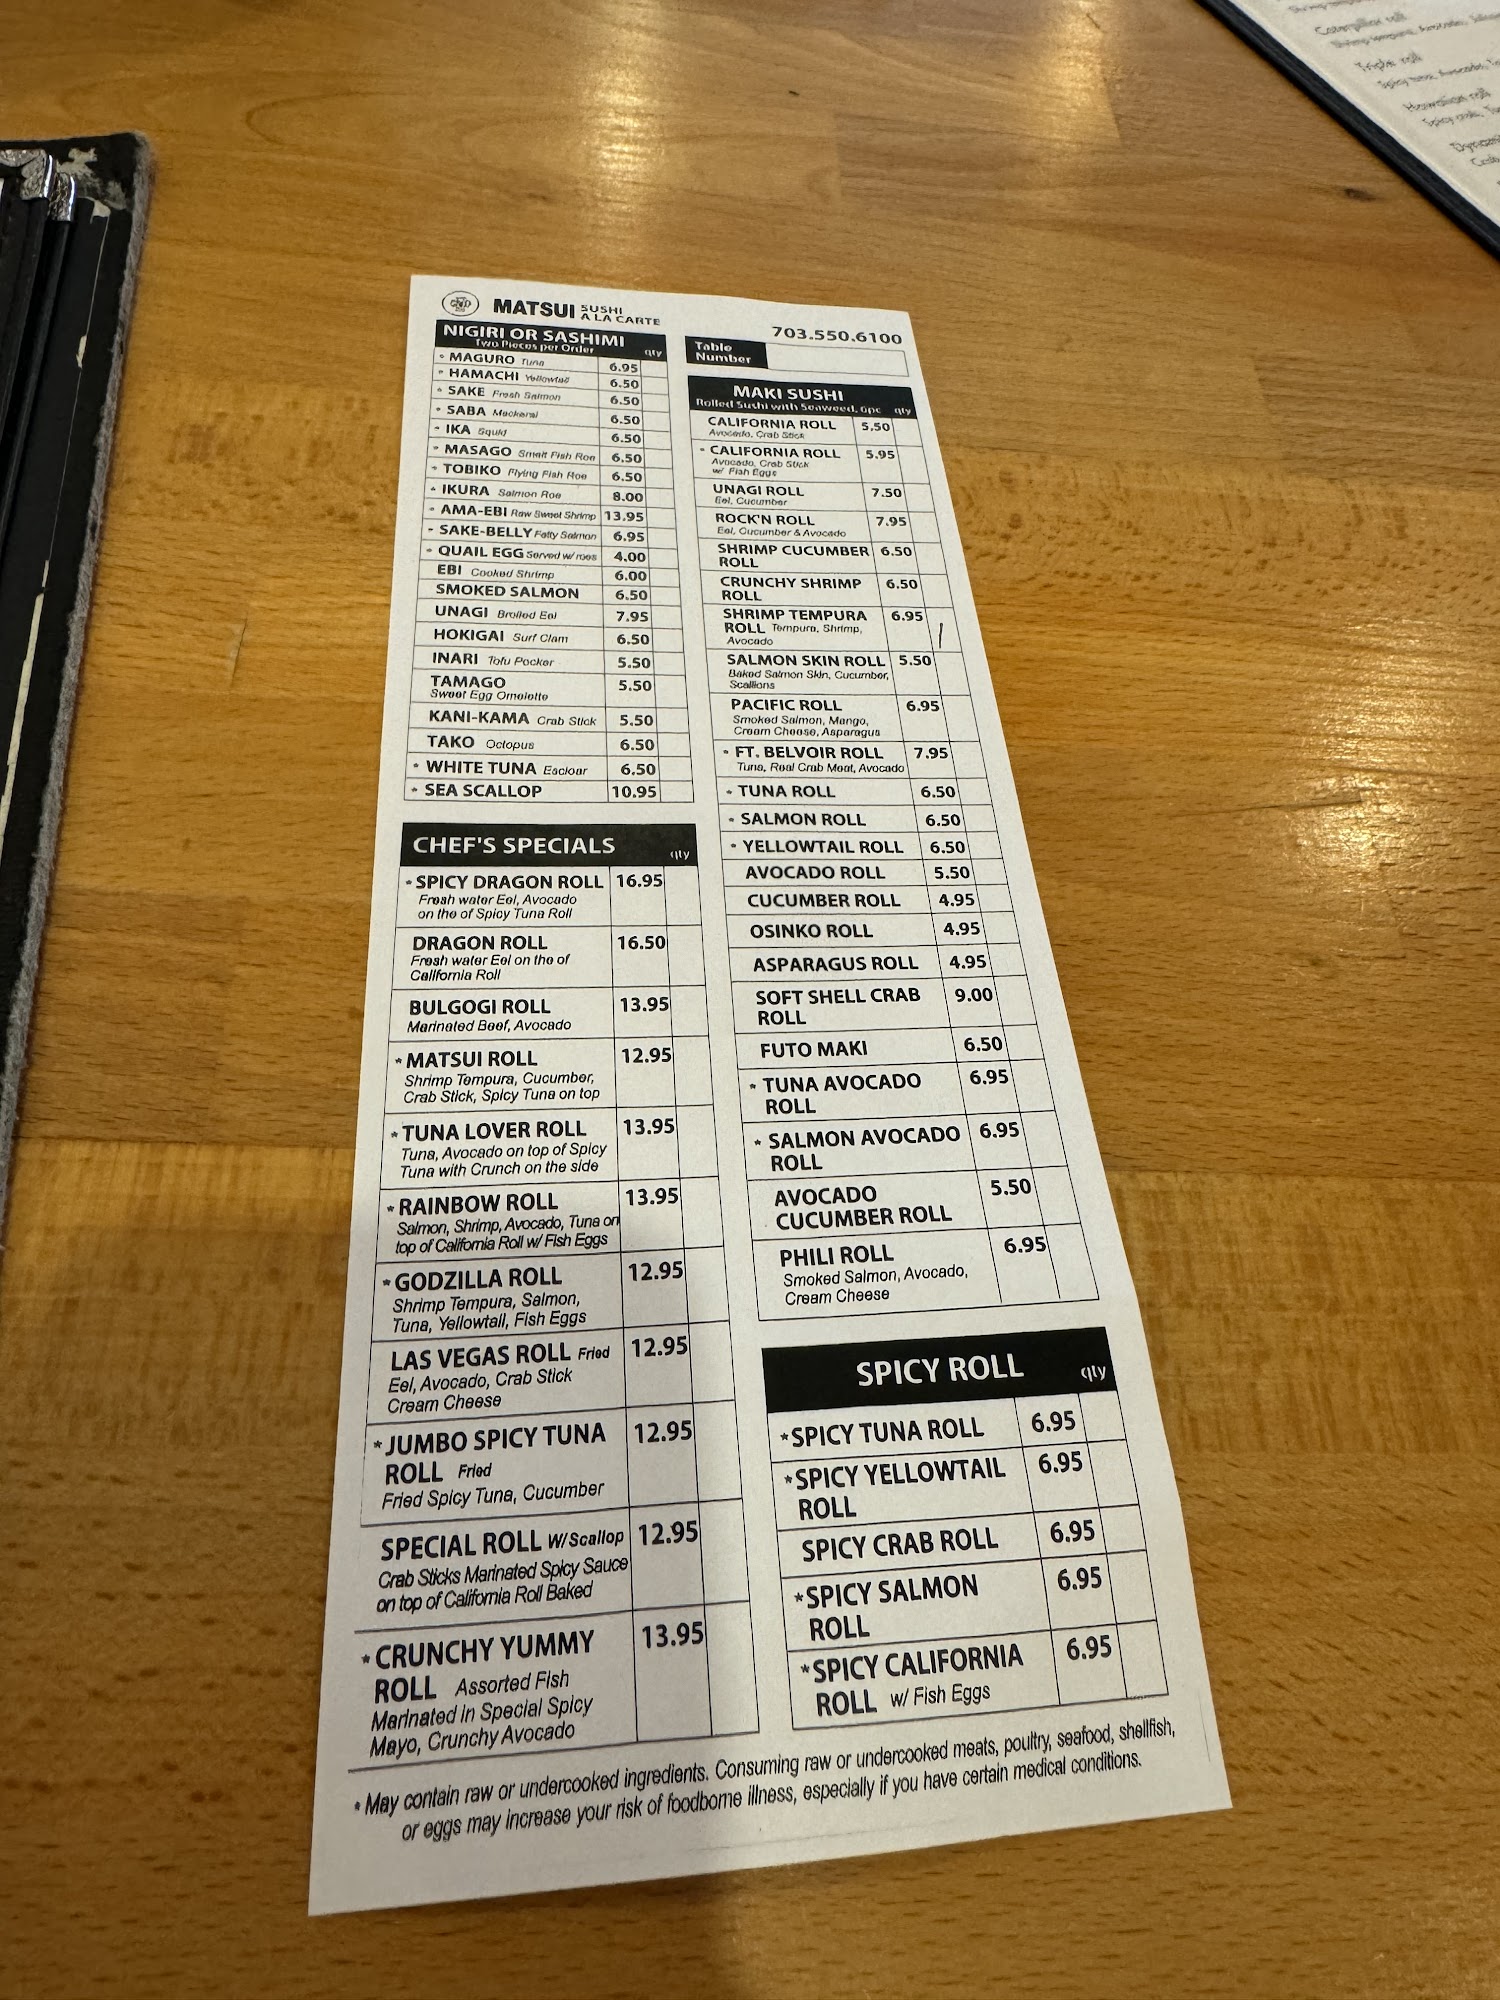 MATSUI SUSHI
A LA CARTE
703.550.6100
NIGIRI OR SASHIMI
Two Pieces per Order qty
* MAGURO Tuna 6.95
* HAMACHI Yellowtail 6.50
* SAKE Fresh Salmon 6.50
* SABA Mackeral 6.50
* IKA Squid 6.50
* MASAGO Smalt Fish Roe 6.50
* TOBIKO Flying Fish Roe 6.50
* IKURA Salmon Roe 8.00
* AMA-EBI Raw Sweet Shrimp 13.95
* SAKE-BELLY Fatty Salmon 6.95
* QUAIL EGG Served w/ roes 4.00
EBI Cooked Shrimp 6.00
SMOKED SALMON 6.50
UNAGI Broiled Eel 7.95
HOKIGAI Surf Clam 6.50
INARI Tofu Pocker 5.50
TAMAGO 5.50
Sweet Egg Omelotte
KANI-KAMA Crab Stick 5.50
TAKO Octopus 6.50
* WHITE TUNA Escloar 6.50
* SEA SCALLOP 10.95
CHEF'S SPECIALS qty
* SPICY DRAGON ROLL 16.95
Fresh water Eel, Avocado
on the of Spicy Tuna Roll
DRAGON ROLL 16.50
Fresh water Eel on the of
California Roll
BULGOGI ROLL 13.95
Marinated Beef, Avocado
* MATSUI ROLL 12.95
Shrimp Tempura, Cucumber,
Crab Stick, Spicy Tuna on top
* TUNA LOVER ROLL 13.95
Tuna, Avocado on top of Spicy
Tuna with Crunch on the side
* RAINBOW ROLL 13.95
Salmon, Shrimp, Avocado, Tuna on
top of California Roll w/ Fish Eggs
* GODZILLA ROLL 12.95
Shrimp Tempura, Salmon,
Tuna, Yellowtail, Fish Eggs
LAS VEGAS ROLL Fried 12.95
Eel, Avocado, Crab Stick
Cream Cheese
* JUMBO SPICY TUNA 12.95
ROLL Fried
Fried Spicy Tuna, Cucumber
SPECIAL ROLL W/Scallop 12.95
Crab Sticks Marinated Spicy Sauce
on top of California Roll Baked
* CRUNCHY YUMMY 13.95
ROLL Assorted Fish
Marinated in Special Spicy
Mayo, Crunchy Avocado
Table
Number
MAKI SUSHI
Rolled Sushi with Seaweed, 6pc qty
CALIFORNIA ROLL 5.50
Avocado, Crab Stick
* CALIFORNIA ROLL 5.95
Avocado, Crab Stick
w/ Fish Eggs
UNAGI ROLL 7.50
Eel, Cucumber
ROCK'N ROLL 7.95
Eel, Cucumber & Avocado
SHRIMP CUCUMBER 6.50
ROLL
CRUNCHY SHRIMP 6.50
ROLL
SHRIMP TEMPURA 6.95
ROLL Tempura, Shrimp, 1
Avocado
SALMON SKIN ROLL 5.50
Baked Salmon Skin, Cucumber,
Scallions
PACIFIC ROLL 6.95
Smoked Salmon, Mango,
Cream Cheese, Asparagus
* FT. BELVOIR ROLL 7.95
Tuna, Real Crab Meat, Avocado
* TUNA ROLL 6.50
* SALMON ROLL 6.50
* YELLOWTAIL ROLL 6.50
AVOCADO ROLL 5.50
CUCUMBER ROLL 4.95
OSINKO ROLL 4.95
ASPARAGUS ROLL 4.95
SOFT SHELL CRAB 9.00
ROLL
FUTO MAKI 6.50
* TUNA AVOCADO 6.95
ROLL
* SALMON AVOCADO 6.95
ROLL
AVOCADO 5.50
CUCUMBER ROLL
PHILI ROLL 6.95
Smoked Salmon, Avocado,
Cream Cheese
SPICY ROLL qty
*SPICY TUNA ROLL 6.95
*SPICY YELLOWTAIL 6.95
ROLL
SPICY CRAB ROLL 6.95
*SPICY SALMON 6.95
ROLL
*SPICY CALIFORNIA 6.95
ROLL w/ Fish Eggs
* May contain raw or undercooked ingredients. Consuming raw or undercooked meats, poultry, seafood, shellfish,
or eggs may increase your risk of foodborne illness, especially if you have certain medical conditions.
Caterpillar roll
Triple roll
Hawaiian roll